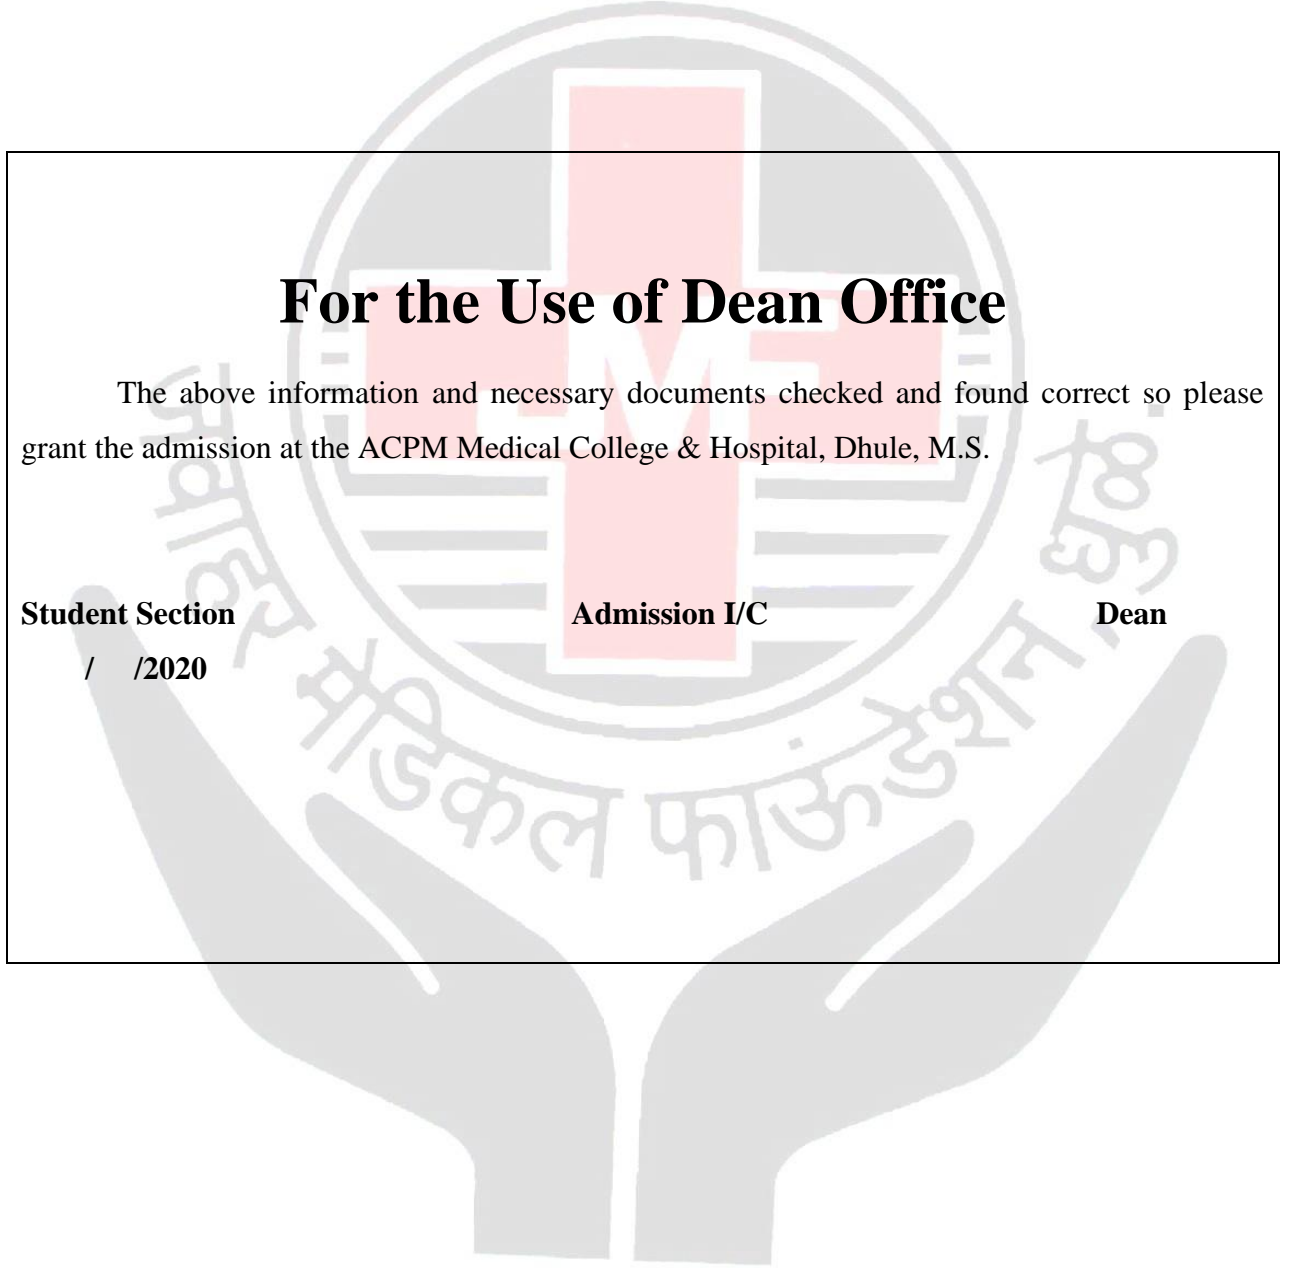 JMF
For the Use of Dean Office
The above information and necessary documents checked and found correct so please
grant the admission at the ACPM Medical College & Hospital, Dhule, M.S.
Student Section Admission I/C Dean
/ /2020
जवाहर मेडिकल फाऊंडेशन, धुळे.